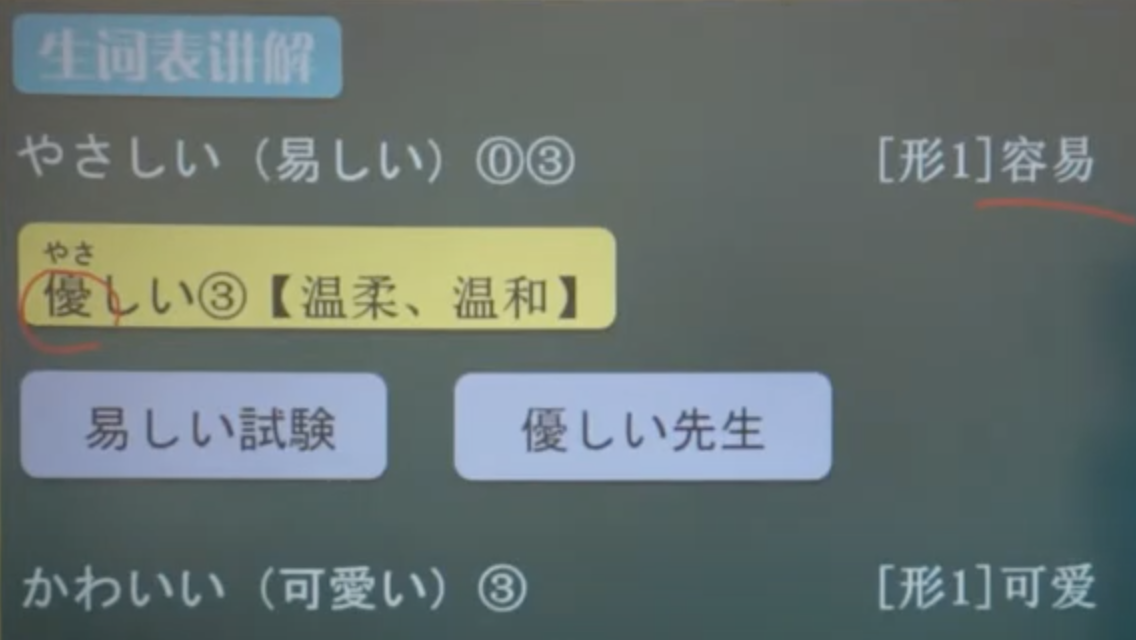 生词表讲解
やさしい（易しい）⓪③ [形1]容易
やさ
優しい③【温柔、温和】
易しい試験 優しい先生
かわいい（可愛い）③ [形1]可爱